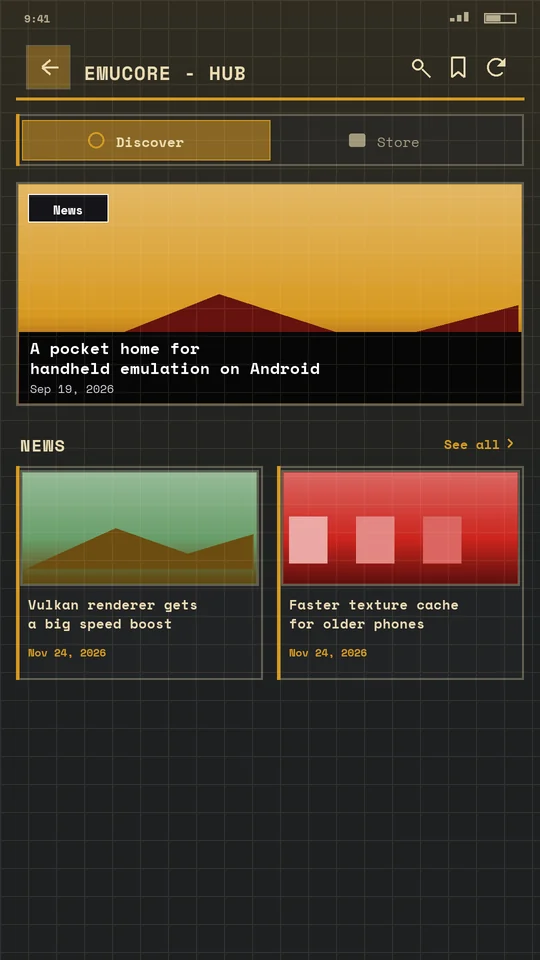 9:41
EMUCORE - HUB
Discover
Store
News
A pocket home for
handheld emulation on Android
Sep 19, 2026
NEWS
See all
Vulkan renderer gets
a big speed boost
Nov 24, 2026
Faster texture cache
for older phones
Nov 24, 2026